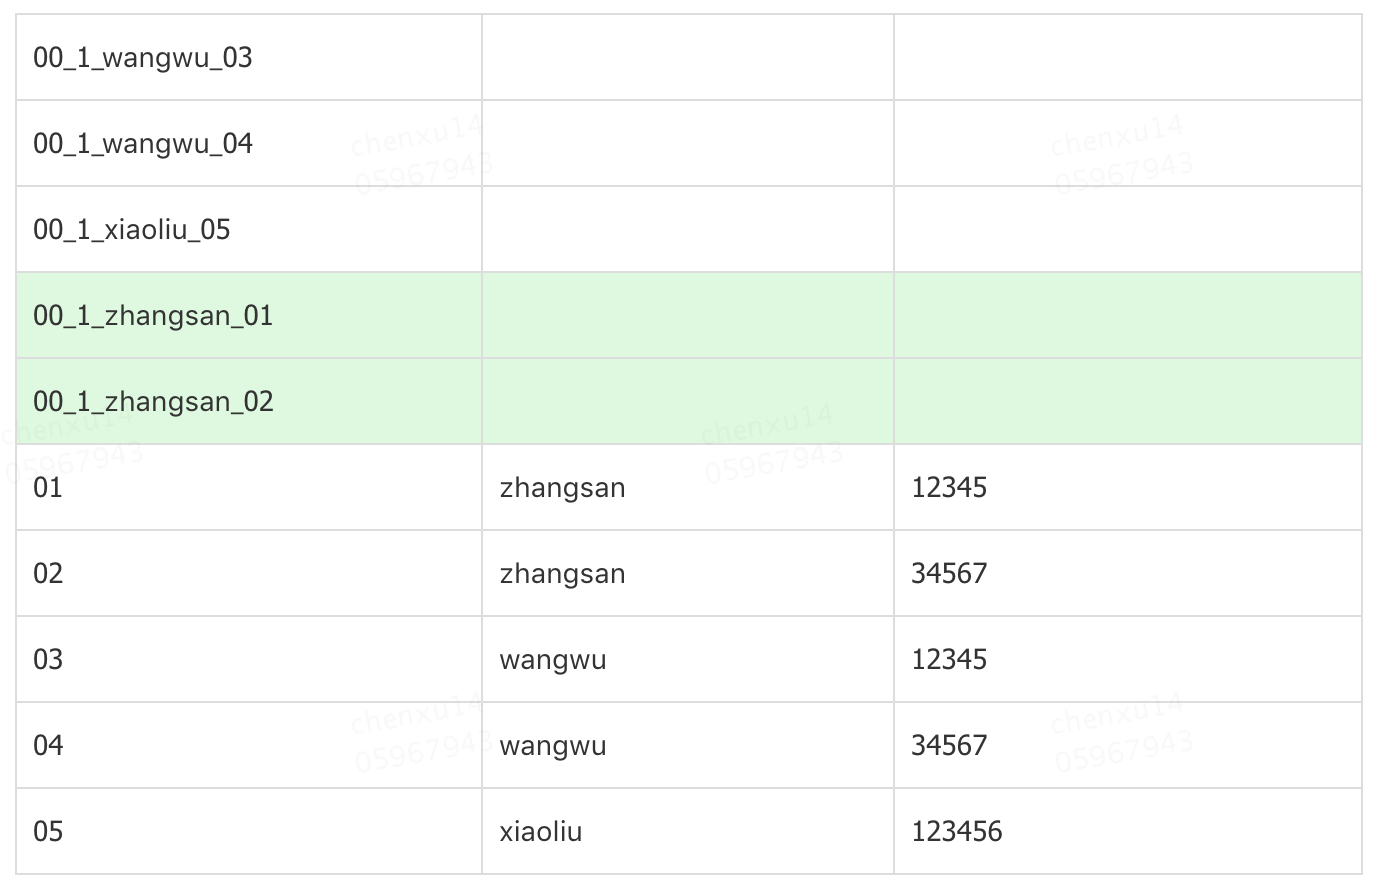 00_1_wangwu_03
00_1_wangwu_04
chenxu14
chenxu14
05967943
05967943
00_1_xiaoliu_05
00_1_zhangsan_01
00_1_zhangsan_02
chenxu14
chenxu14
05967943
05967943
01 zhangsan 12345
02 zhangsan 34567
03 wangwu 12345
chenxu14
chenxu14
04 wangwu 34567
05967943
05967943
05 xiaoliu 123456